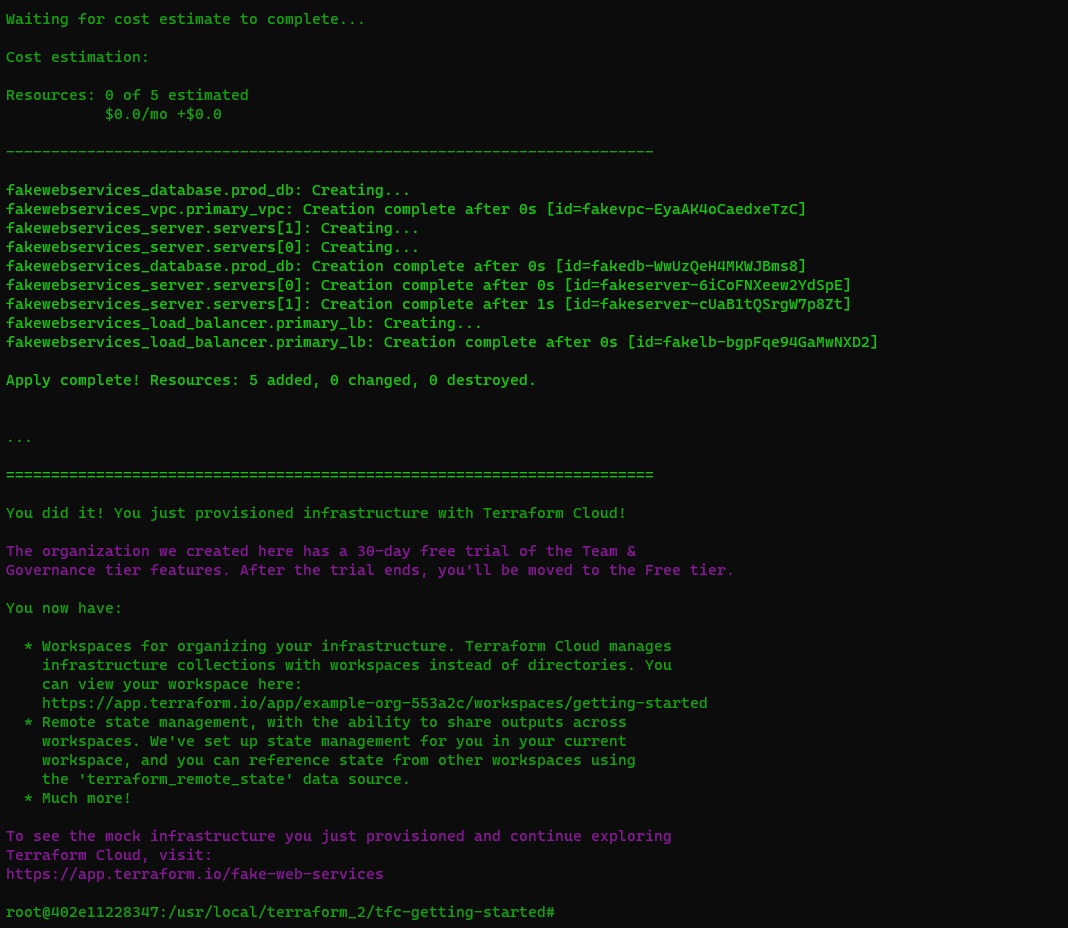 Waiting for cost estimate to complete...
Cost estimation:
Resources: 0 of 5 estimated
$0.0/mo +$0.0
------------------------------------------------------------------------
fakewebservices_database.prod_db: Creating...
fakewebservices_vpc.primary_vpc: Creation complete after 0s [id=fakevpc-EyaAK4oCaedxeTzC]
fakewebservices_server.servers[1]: Creating...
fakewebservices_server.servers[0]: Creating...
fakewebservices_database.prod_db: Creation complete after 0s [id=fakedb-WwUzQeH4MKWJBms8]
fakewebservices_server.servers[0]: Creation complete after 0s [id=fakeserver-6iCoFNXeew2YdSpE]
fakewebservices_server.servers[1]: Creation complete after 1s [id=fakeserver-cUaB1tQSrgW7p8Zt]
fakewebservices_load_balancer.primary_lb: Creating...
fakewebservices_load_balancer.primary_lb: Creation complete after 0s [id=fakelb-bgpFqe94GaMwNXD2]
Apply complete! Resources: 5 added, 0 changed, 0 destroyed.
...
========================================================================
You did it! You just provisioned infrastructure with Terraform Cloud!
The organization we created here has a 30-day free trial of the Team &
Governance tier features. After the trial ends, you'll be moved to the Free tier.
You now have:
* Workspaces for organizing your infrastructure. Terraform Cloud manages
infrastructure collections with workspaces instead of directories. You
can view your workspace here:
https://app.terraform.io/app/example-org-553a2c/workspaces/getting-started
* Remote state management, with the ability to share outputs across
workspaces. We've set up state management for you in your current
workspace, and you can reference state from other workspaces using
the 'terraform_remote_state' data source.
* Much more!
To see the mock infrastructure you just provisioned and continue exploring
Terraform Cloud, visit:
https://app.terraform.io/fake-web-services
root@402e11228347:/usr/local/terraform_2/tfc-getting-started#